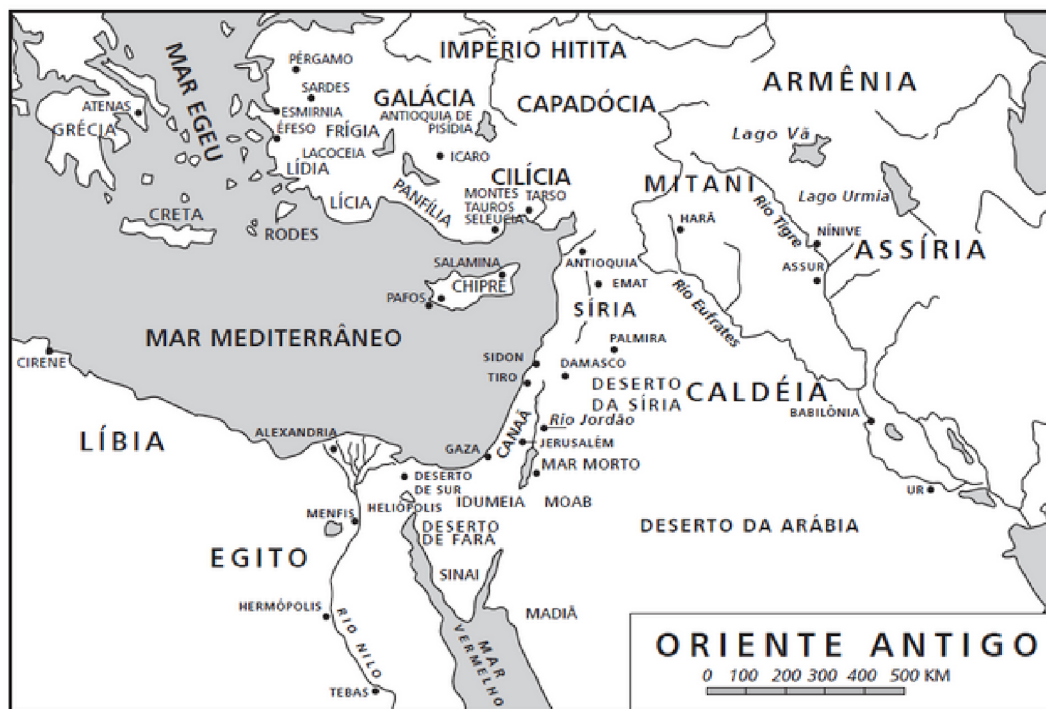 IMPÉRIO HITITA
ARMÊNIA
MAR EGEU
PÉRGAMO
SARDES
GALÁCIA
CAPADÓCIA
ATENAS
GRÉCIA
ESMIRNIA
ÉFESO
FRÍGIA
ANTIOQUIA DE
PISÍDIA
Lago Vã
LACOCEIA
LÍDIA
ICARO
CILÍCIA
MITANI
Lago Urmia
LÍCIA
PANFÍLIA
MONTES
TAUROS
SELEUCIA
TARSO
HARÃ
Rio Tigre
NÍNIVE
ASSÍRIA
CRETA
RODES
SALAMINA
CHIPRE
PAFOS
ANTIOQUIA
EMAT
ASSUR
SÍRIA
Rio Eufrates
MAR MEDITERRÂNEO
CIRENE
PALMIRA
SIDON
TIRO
DAMASCO
DESERTO
DA SÍRIA
CALDÉIA
BABILÔNIA
LÍBIA
ALEXANDRIA
CANAÃ
Rio Jordão
GAZA
JERUSALÉM
MAR MORTO
DESERTO
DE SUR
IDUMEIA
MOAB
UR
MENFIS
HELIÓPOLIS
DESERTO
DE FARÃ
DESERTO DA ARÁBIA
EGITO
SINAI
HERMÓPOLIS
RIO NILO
MADIÃ
MAR
VERMELHO
TEBAS
ORIENTE ANTIGO
0 100 200 300 400 500 KM